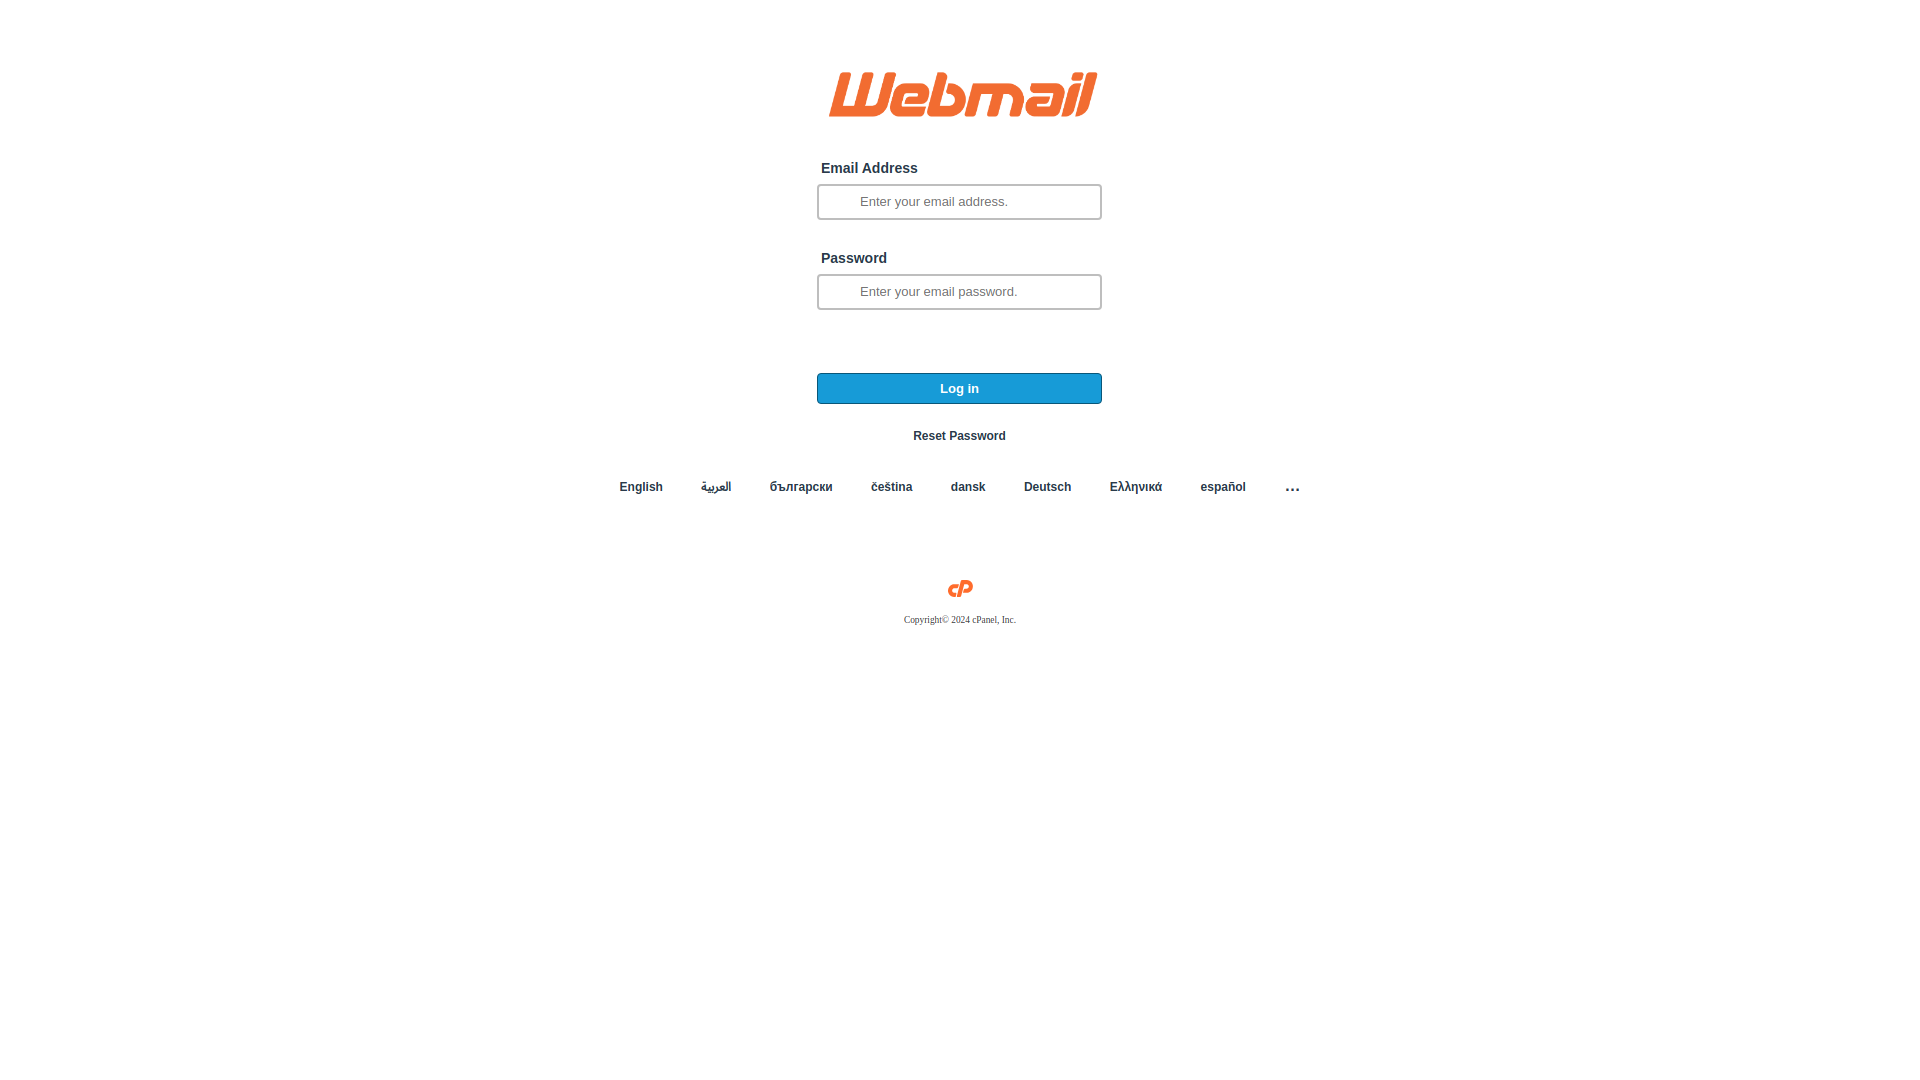 Webmail
Email Address
Enter your email address.
Password
Enter your email password.
Log in
Reset Password
English العربية български čeština dansk Deutsch Ελληνικά español …
cP
Copyright© 2024 cPanel, Inc.